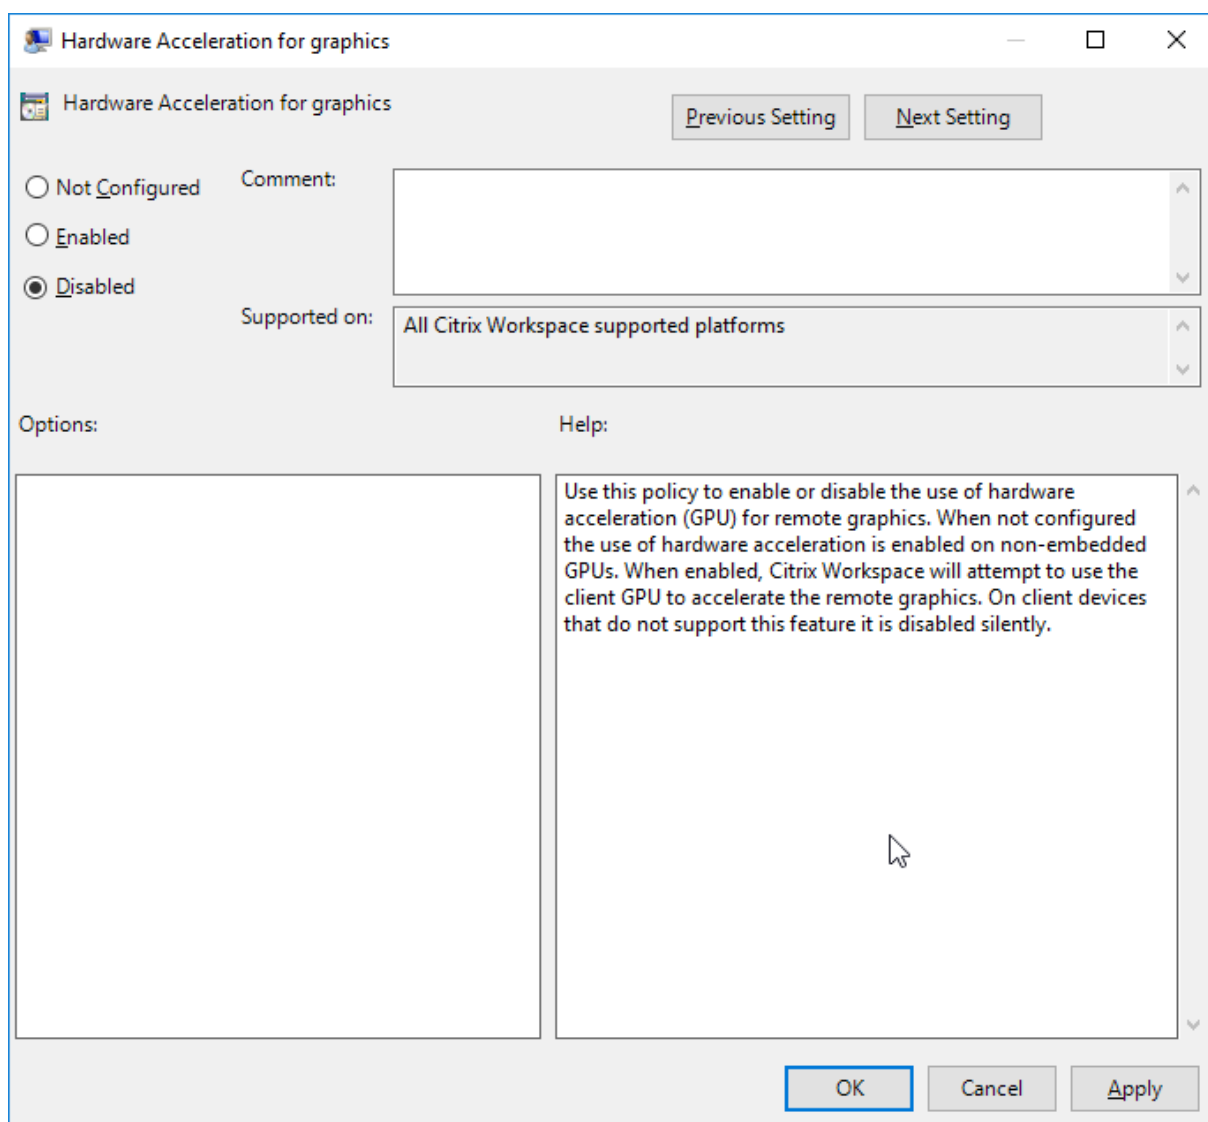 Hardware Acceleration for graphics
Hardware Acceleration for graphics
Previous Setting
Next Setting
Not Configured
Enabled
Disabled
Comment:
Supported on:
All Citrix Workspace supported platforms
Options:
Help:
Use this policy to enable or disable the use of hardware
acceleration (GPU) for remote graphics. When not configured
the use of hardware acceleration is enabled on non-embedded
GPUs. When enabled, Citrix Workspace will attempt to use the
client GPU to accelerate the remote graphics. On client devices
that do not support this feature it is disabled silently.
OK
Cancel
Apply